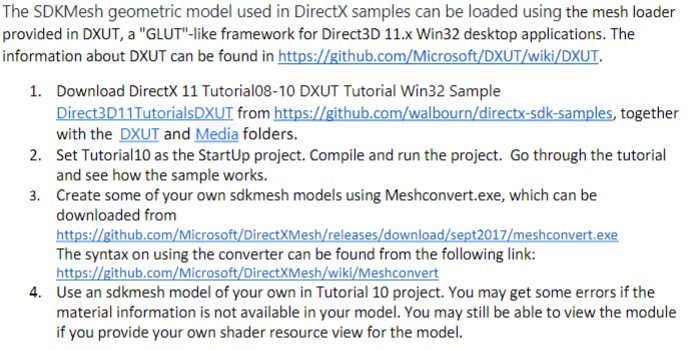 The SDKMesh geometric model used in DirectX samples can be loaded using the mesh loader
provided in DXUT, a "GLUT"-like framework for Direct3D 11.x Win32 desktop applications. The
information about DXUT can be found in https://github.com/Microsoft/DXUT/wiki/DXUT.
1. Download DirectX 11 Tutorial08-10 DXUT Tutorial Win32 Sample
Direct3D11TutorialsDXUT from https://github.com/walbourn/directx-sdk-samples, together
with the DXUT and Media folders.
2. Set Tutorial10 as the StartUp project. Compile and run the project. Go through the tutorial
and see how the sample works.
3. Create some of your own sdkmesh models using Meshconvert.exe, which can be
downloaded from
https://github.com/Microsoft/DirectXMesh/releases/download/sept2017/meshconvert.exe
The syntax on using the converter can be found from the following link:
https://github.com/Microsoft/DirectXMesh/wiki/Meshconvert
4. Use an sdkmesh model of your own in Tutorial 10 project. You may get some errors if the
material information is not available in your model. You may still be able to view the module
if you provide your own shader resource view for the model.